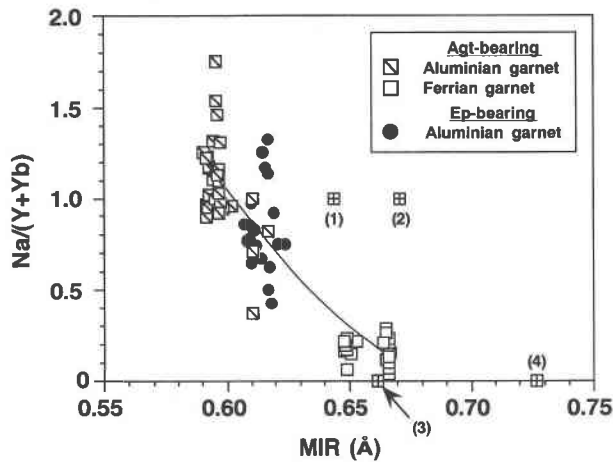 2.0
1.5
1.0
0.5
0
Na/(Y+Yb)
Agt-bearing
Aluminian garnet
Ferrian garnet
Ep-bearing
Aluminian garnet
(1)
(2)
(3)
(4)
0.55
0.60
0.65
0.70
0.75
MIR (Å)